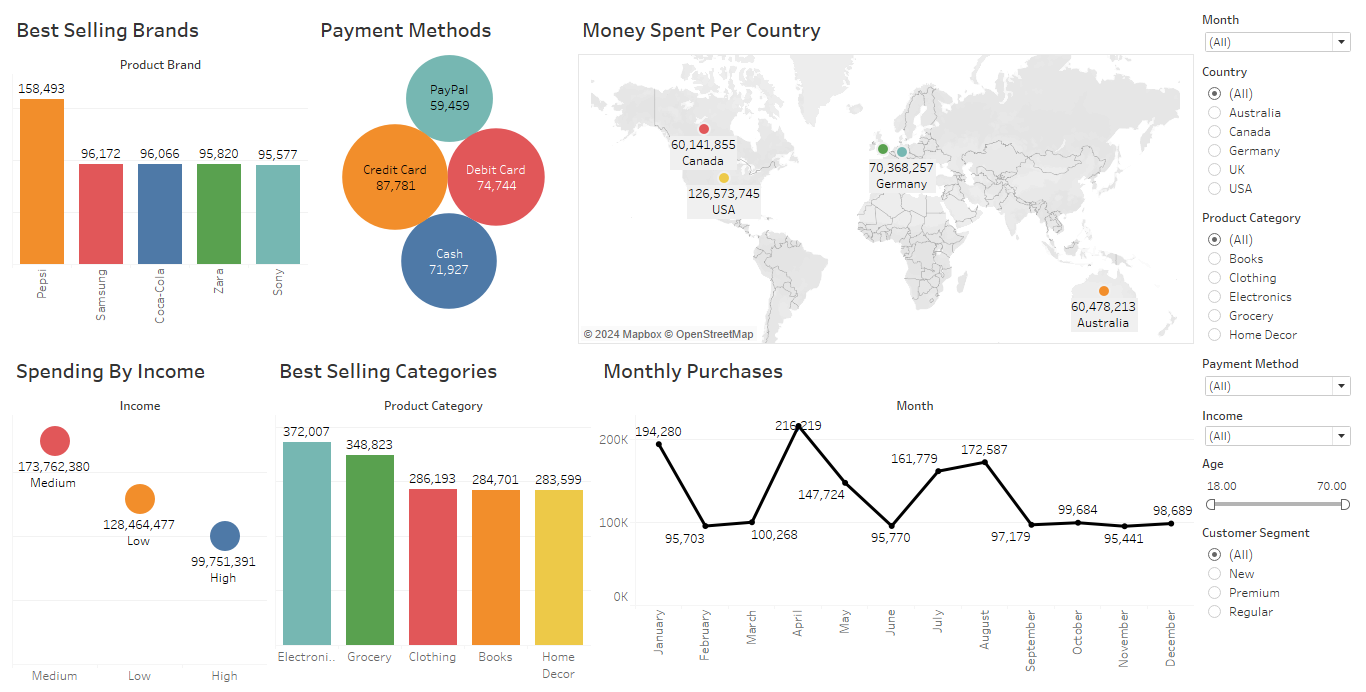 Best Selling Brands
Product Brand
158,493
96,172
96,066
95,820
95,577
Pepsi
Samsung
Coca-Cola
Zara
Sony
Payment Methods
PayPal
59,459
Credit Card
87,781
Debit Card
74,744
Cash
71,927
Money Spent Per Country
60,141,855
Canada
126,573,745
USA
70,368,257
Germany
60,478,213
Australia
© 2024 Mapbox © OpenStreetMap
Spending By Income
Income
173,762,380
Medium
128,464,477
Low
99,751,391
High
Medium
Low
High
Best Selling Categories
Product Category
372,007
348,823
286,193
284,701
283,599
Electroni..
Grocery
Clothing
Books
Home
Decor
Monthly Purchases
Month
200K
100K
0K
194,280
95,703
100,268
216,219
147,724
95,770
161,779
172,587
97,179
99,684
95,441
98,689
January
February
March
April
May
June
July
August
September
October
November
December
Month
(All)
Country
(All)
Australia
Canada
Germany
UK
USA
Product Category
(All)
Books
Clothing
Electronics
Grocery
Home Decor
Payment Method
(All)
Income
(All)
Age
18.00 70.00
Customer Segment
(All)
New
Premium
Regular